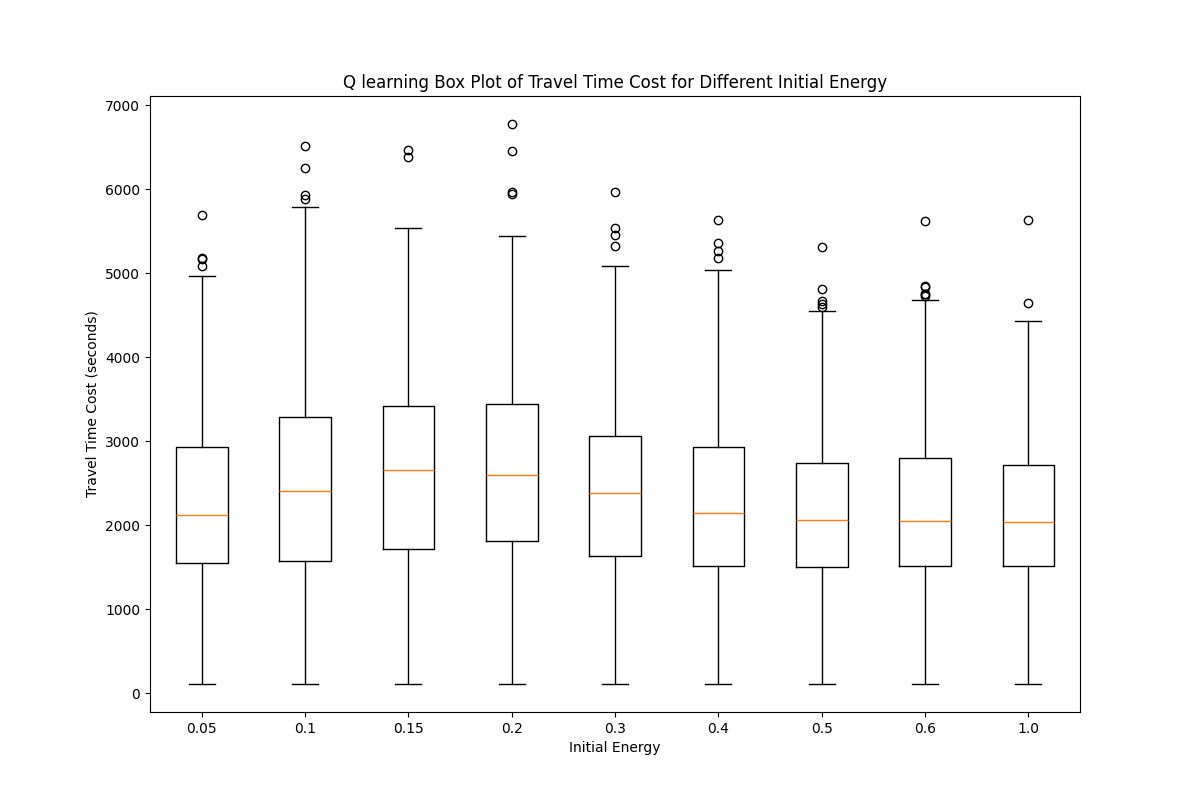 Q learning Box Plot of Travel Time Cost for Different Initial Energy
7000
6000
5000
4000
3000
2000
1000
0
Travel Time Cost (seconds)
0.05 0.1 0.15 0.2 0.3 0.4 0.5 0.6 1.0
Initial Energy